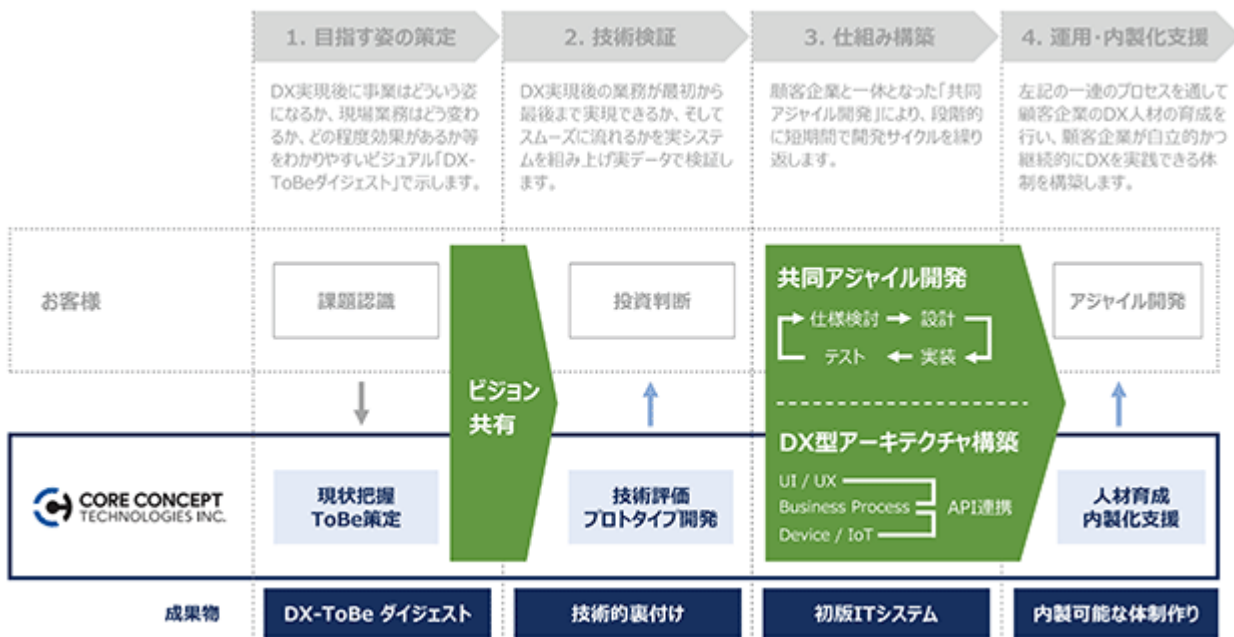 1. 目指す姿の策定
2. 技術検証
3. 仕組み構築
4. 運用・内製化支援
DX実現後に事業はどういう姿
になるか、現場業務はどう変わ
るか、どの程度効果があるか等
をわかりやすいビジュアル「DX-
ToBeダイジェスト」で示します。
DX実現後の業務が最初から
最後まで実現できるか、そして
スムーズに流れるかを実システ
ムを組み上げ実データで検証し
ます。
顧客企業と一体となった「共同
アジャイル開発」により、段階的
に短期間で開発サイクルを繰り
返します。
左記の一連のプロセスを通して
顧客企業のDX人材の育成を
行い、顧客企業が自立的かつ
継続的にDXを実践できる体
制を構築します。
お客様
課題認識
ビジョン
共有
投資判断
共同アジャイル開発
仕様検討
設計
テスト
実装
アジャイル開発
CORE CONCEPT
TECHNOLOGIES INC.
現状把握
ToBe策定
技術評価
プロトタイプ開発
DX型アーキテクチャ構築
UI / UX
Business Process
API連携
Device / IoT
人材育成
内製化支援
成果物
DX-ToBe ダイジェスト
技術的裏付け
初版ITシステム
内製可能な体制作り